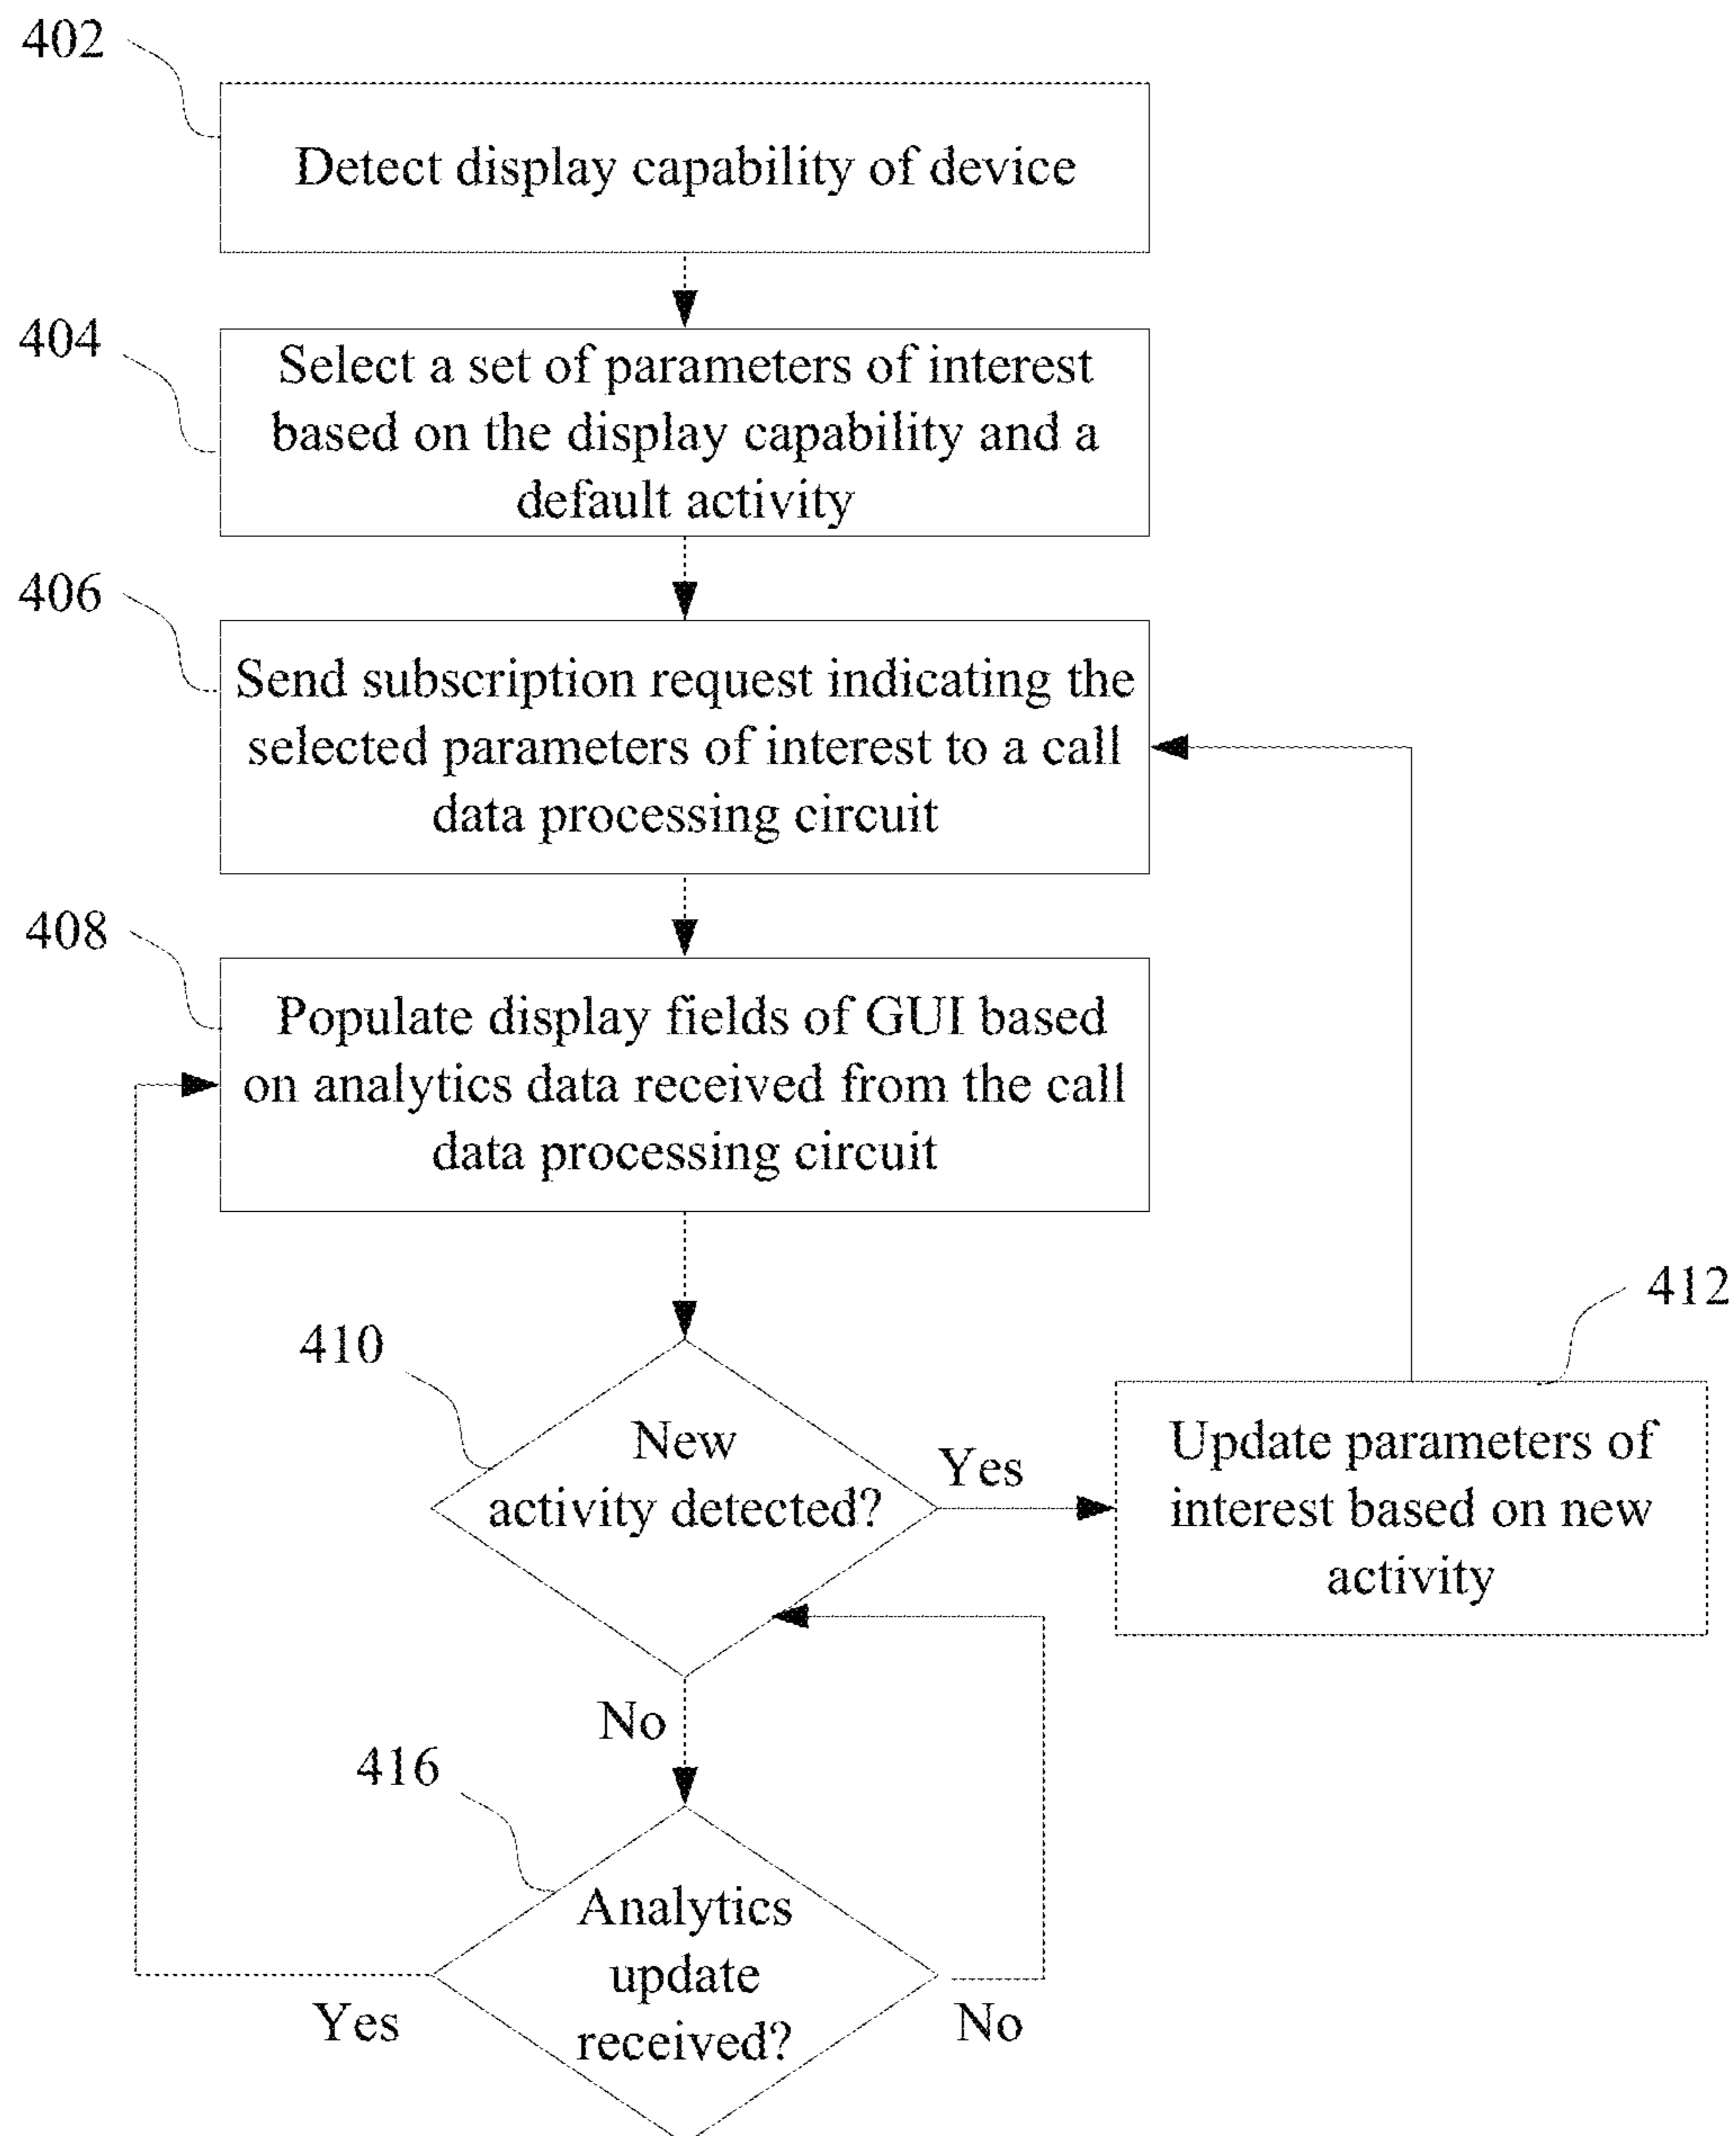 402
Detect display capability of device
404
Select a set of parameters of interest
based on the display capability and a
default activity
406
Send subscription request indicating the
selected parameters of interest to a call
data processing circuit
408
Populate display fields of GUI based
on analytics data received from the call
data processing circuit
410
New
activity detected?
Yes
412
Update parameters of
interest based on new
activity
No
416
Analytics
update
received?
Yes
No